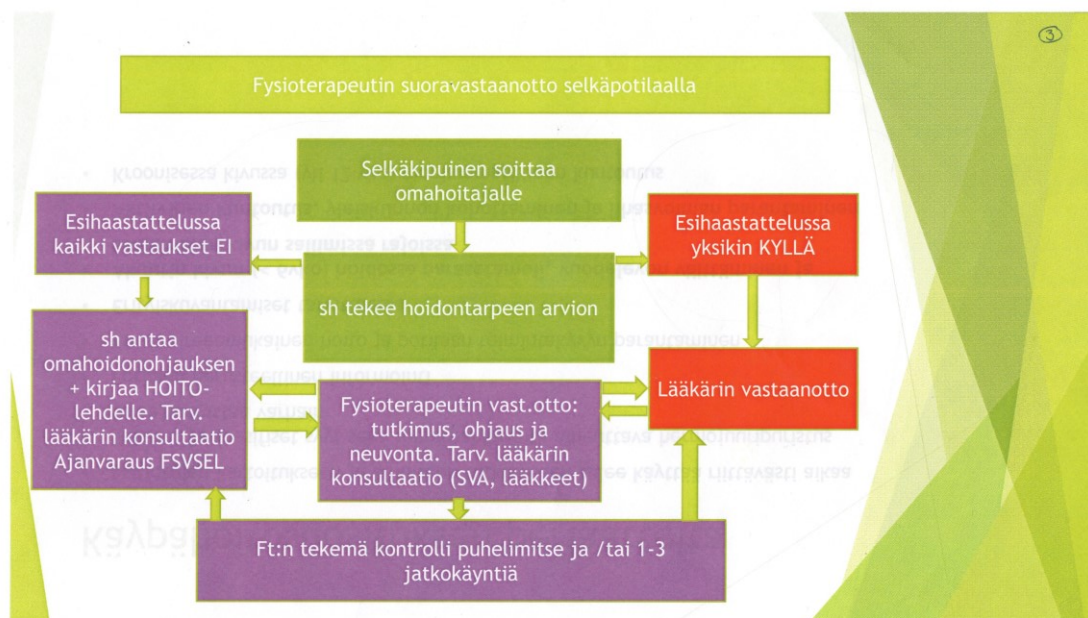 ③
Fysioterapeutin suoravastaanotto selkäpotilaalla
Selkäkipuinen soittaa
omahoitajalle
Esihaastattelussa
kaikki vastaukset EI
Esihaastattelussa
yksikin KYLLÄ
sh tekee hoidontarpeen arvion
sh antaa
omahoidonohjauksen
+ kirjaa HOITO-
lehdelle. Tarv.
lääkärin konsultaatio
Ajanvaraus FSVSEL
Fysioterapeutin vast.otto:
tutkimus, ohjaus ja
neuvonta. Tarv. lääkärin
konsultaatio (SVA, lääkkeet)
Lääkärin vastaanotto
Ft:n tekemä kontrolli puhelimitse ja /tai 1-3
jatkokäyntiä